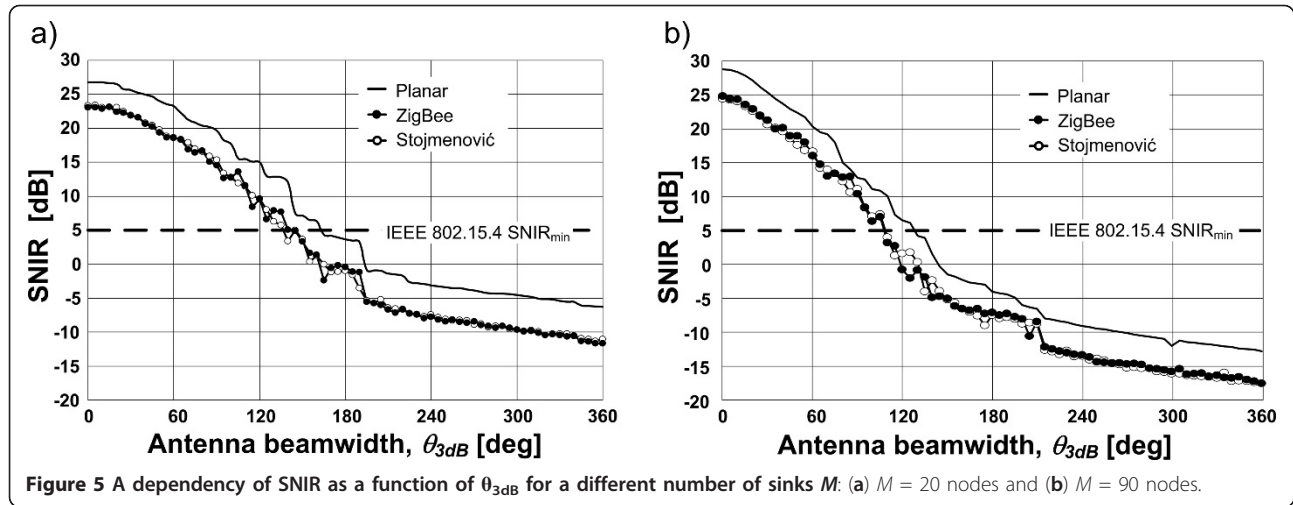 a)
30
25
20
15
10
5
0
-5
-10
-15
-20
SNIR [dB]
Planar
ZigBee
Stojmenović
IEEE 802.15.4 SNIRmin
0 60 120 180 240 300 360
Antenna beamwidth, θ3dB [deg]
b)
30
25
20
15
10
5
0
-5
-10
-15
-20
SNIR [dB]
Planar
ZigBee
Stojmenović
IEEE 802.15.4 SNIRmin
0 60 120 180 240 300 360
Antenna beamwidth, θ3dB [deg]
Figure 5 A dependency of SNIR as a function of θ3dB for a different number of sinks M: (a) M = 20 nodes and (b) M = 90 nodes.